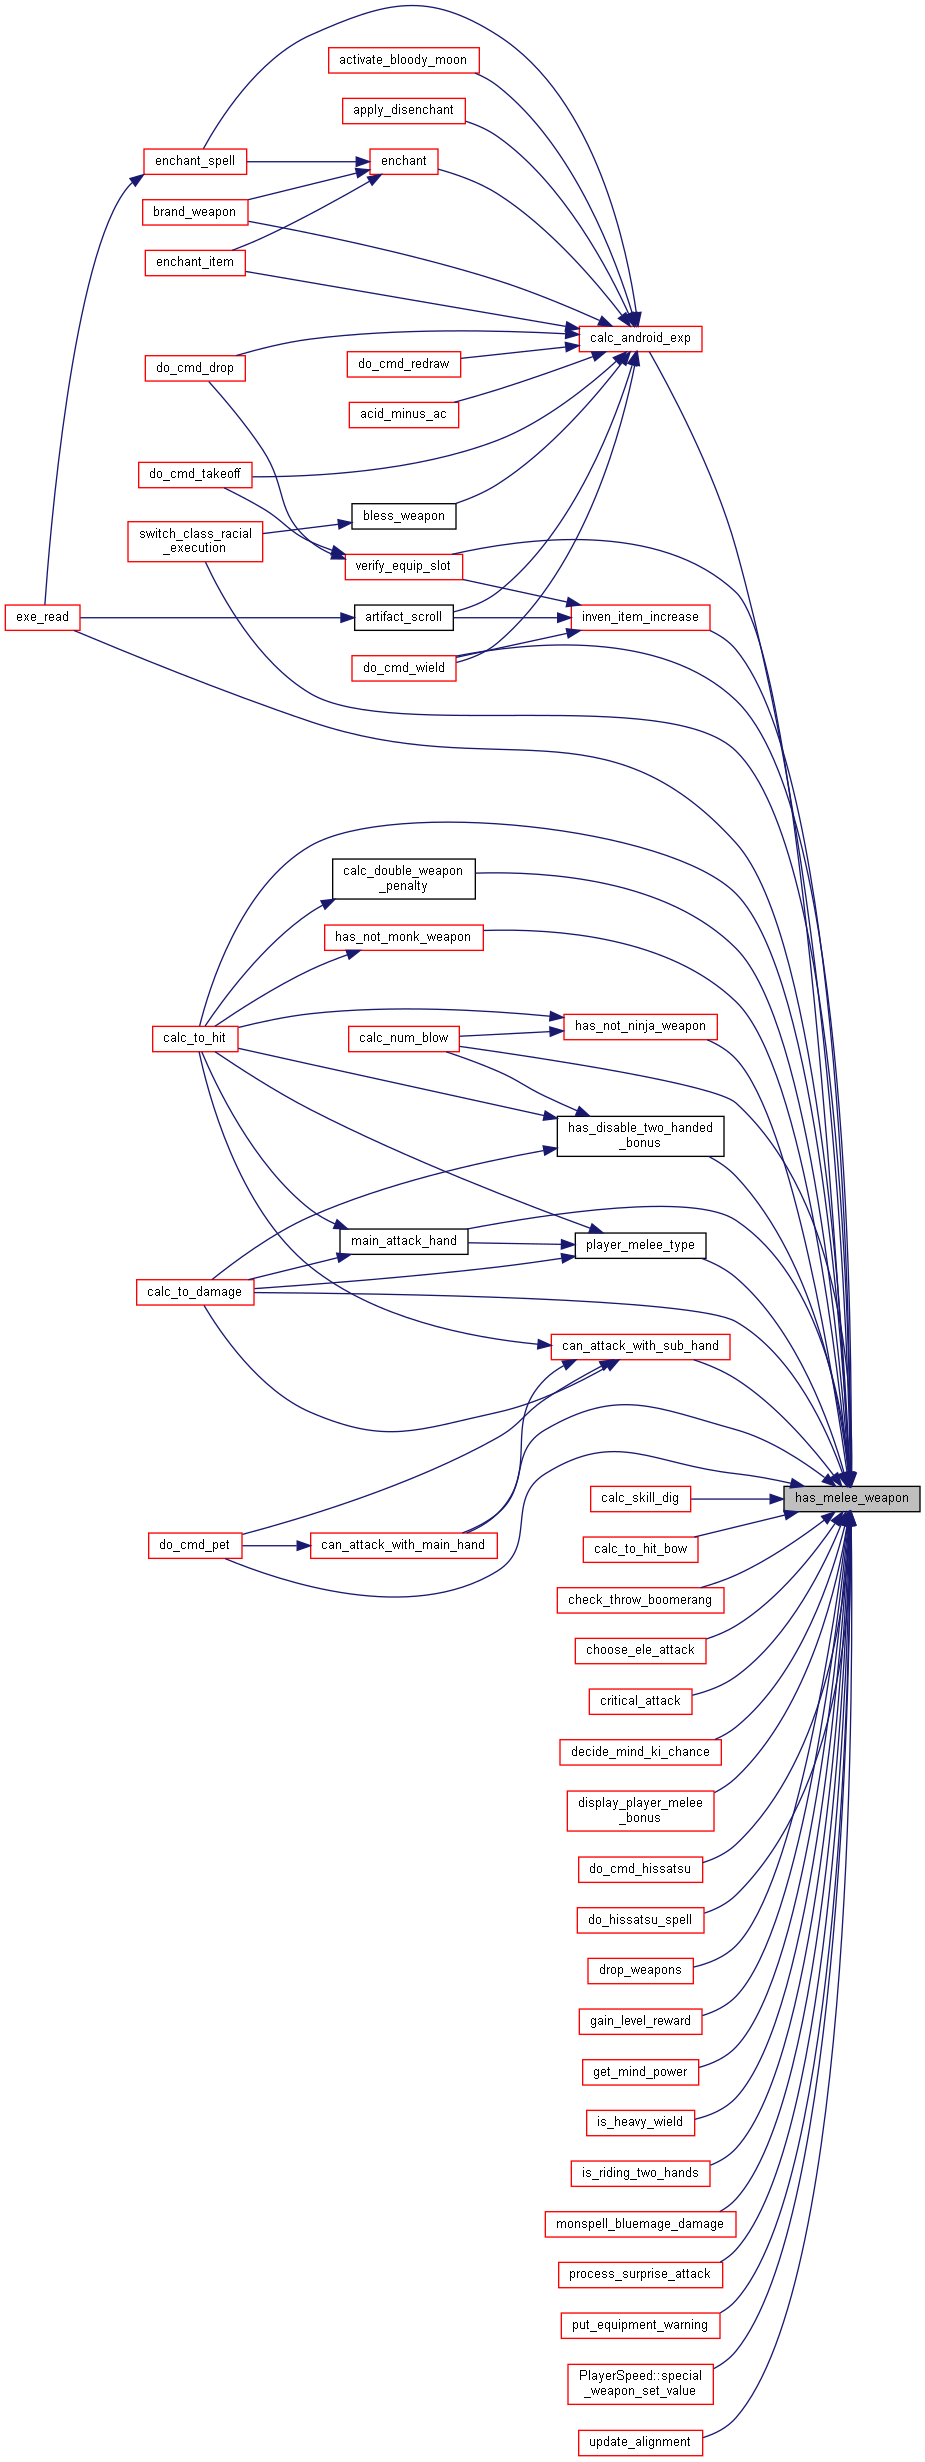 activate_bloody_moon
apply_disenchant
enchant_spell
enchant
brand_weapon
enchant_item
calc_android_exp
do_cmd_drop
do_cmd_redraw
acid_minus_ac
do_cmd_takeoff
bless_weapon
switch_class_racial
_execution
verify_equip_slot
exe_read
artifact_scroll
inven_item_increase
do_cmd_wield
calc_double_weapon
_penalty
has_not_monk_weapon
calc_to_hit
calc_num_blow
has_not_ninja_weapon
has_disable_two_handed
_bonus
main_attack_hand
player_melee_type
calc_to_damage
can_attack_with_sub_hand
has_melee_weapon
calc_skill_dig
do_cmd_pet
can_attack_with_main_hand
calc_to_hit_bow
check_throw_boomerang
choose_ele_attack
critical_attack
decide_mind_ki_chance
display_player_melee
_bonus
do_cmd_hissatsu
do_hissatsu_spell
drop_weapons
gain_level_reward
get_mind_power
is_heavy_wield
is_riding_two_hands
monspell_bluemage_damage
process_surprise_attack
put_equipment_warning
PlayerSpeed::special
_weapon_set_value
update_alignment